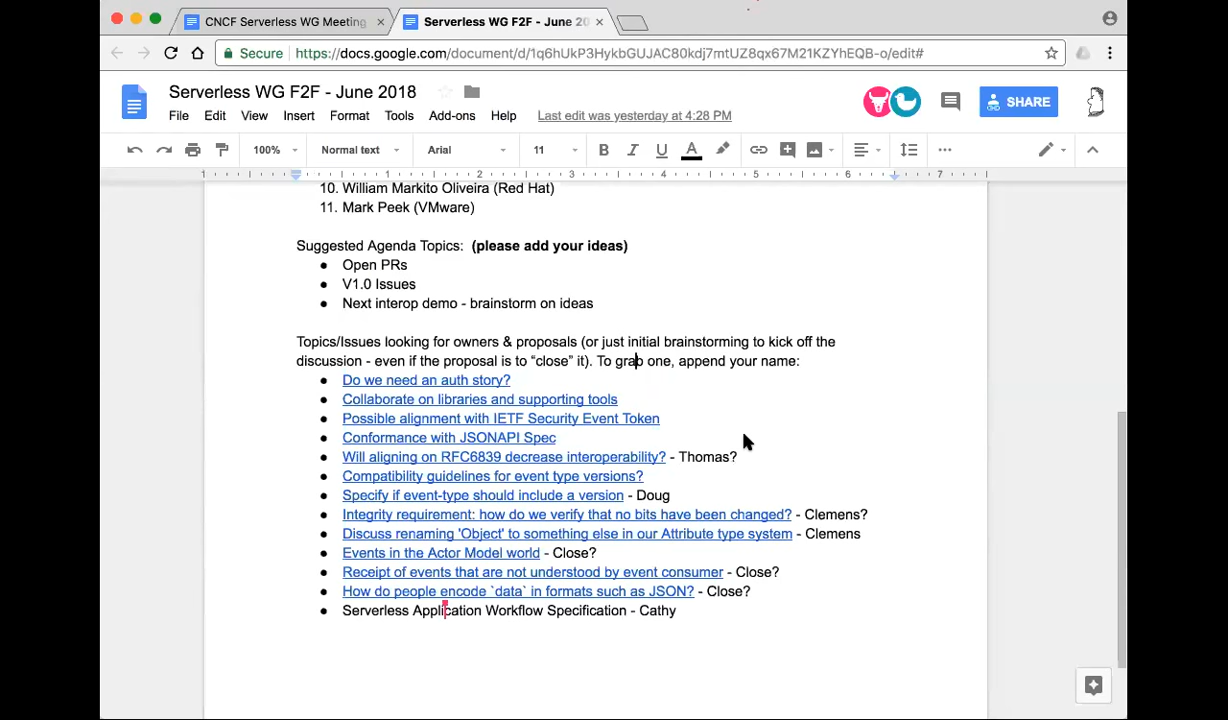 CNCF Serverless WG Meeting
Serverless WG F2F - June 20
Secure
https://docs.google.com/document/d/1q6hUkP3HykbGUJAC80kdj7mtUZ8qx67M21KZYhEQB-o/edit#
Serverless WG F2F - June 2018
SHARE
File Edit View Insert Format Tools Add-ons Help Last edit was yesterday at 4:28 PM
100% Normal text Arial 11 B I U A
1 1 2 3 4 5 6 7
10. William Markito Oliveira (Red Hat)
11. Mark Peek (VMware)
Suggested Agenda Topics: (please add your ideas)
● Open PRs
● V1.0 Issues
● Next interop demo - brainstorm on ideas
Topics/Issues looking for owners & proposals (or just initial brainstorming to kick off the
discussion - even if the proposal is to “close” it). To grab one, append your name:
● Do we need an auth story?
● Collaborate on libraries and supporting tools
● Possible alignment with IETF Security Event Token
● Conformance with JSONAPI Spec
● Will aligning on RFC6839 decrease interoperability? - Thomas?
● Compatibility guidelines for event type versions?
● Specify if event-type should include a version - Doug
● Integrity requirement: how do we verify that no bits have been changed? - Clemens?
● Discuss renaming 'Object' to something else in our Attribute type system - Clemens
● Events in the Actor Model world - Close?
● Receipt of events that are not understood by event consumer - Close?
● How do people encode `data` in formats such as JSON? - Close?
● Serverless Application Workflow Specification - Cathy